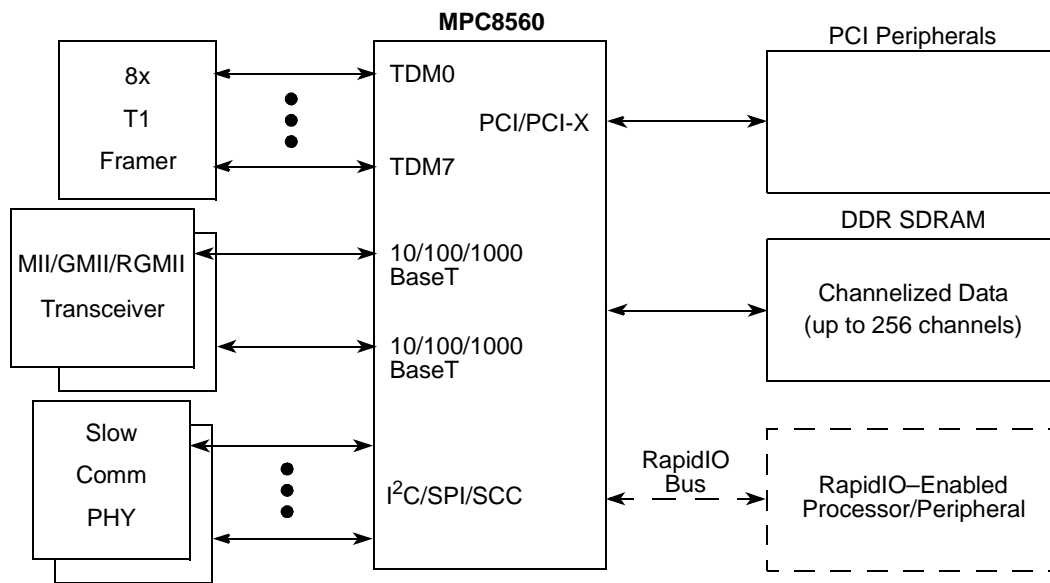 MPC8560
8x
T1
Framer
TDM0
TDM7
PCI/PCI-X
PCI Peripherals
MII/GMII/RGMII
Transceiver
10/100/1000
BaseT
10/100/1000
BaseT
DDR SDRAM
Channelized Data
(up to 256 channels)
Slow
Comm
PHY
I²C/SPI/SCC
RapidIO
Bus
RapidIO–Enabled
Processor/Peripheral